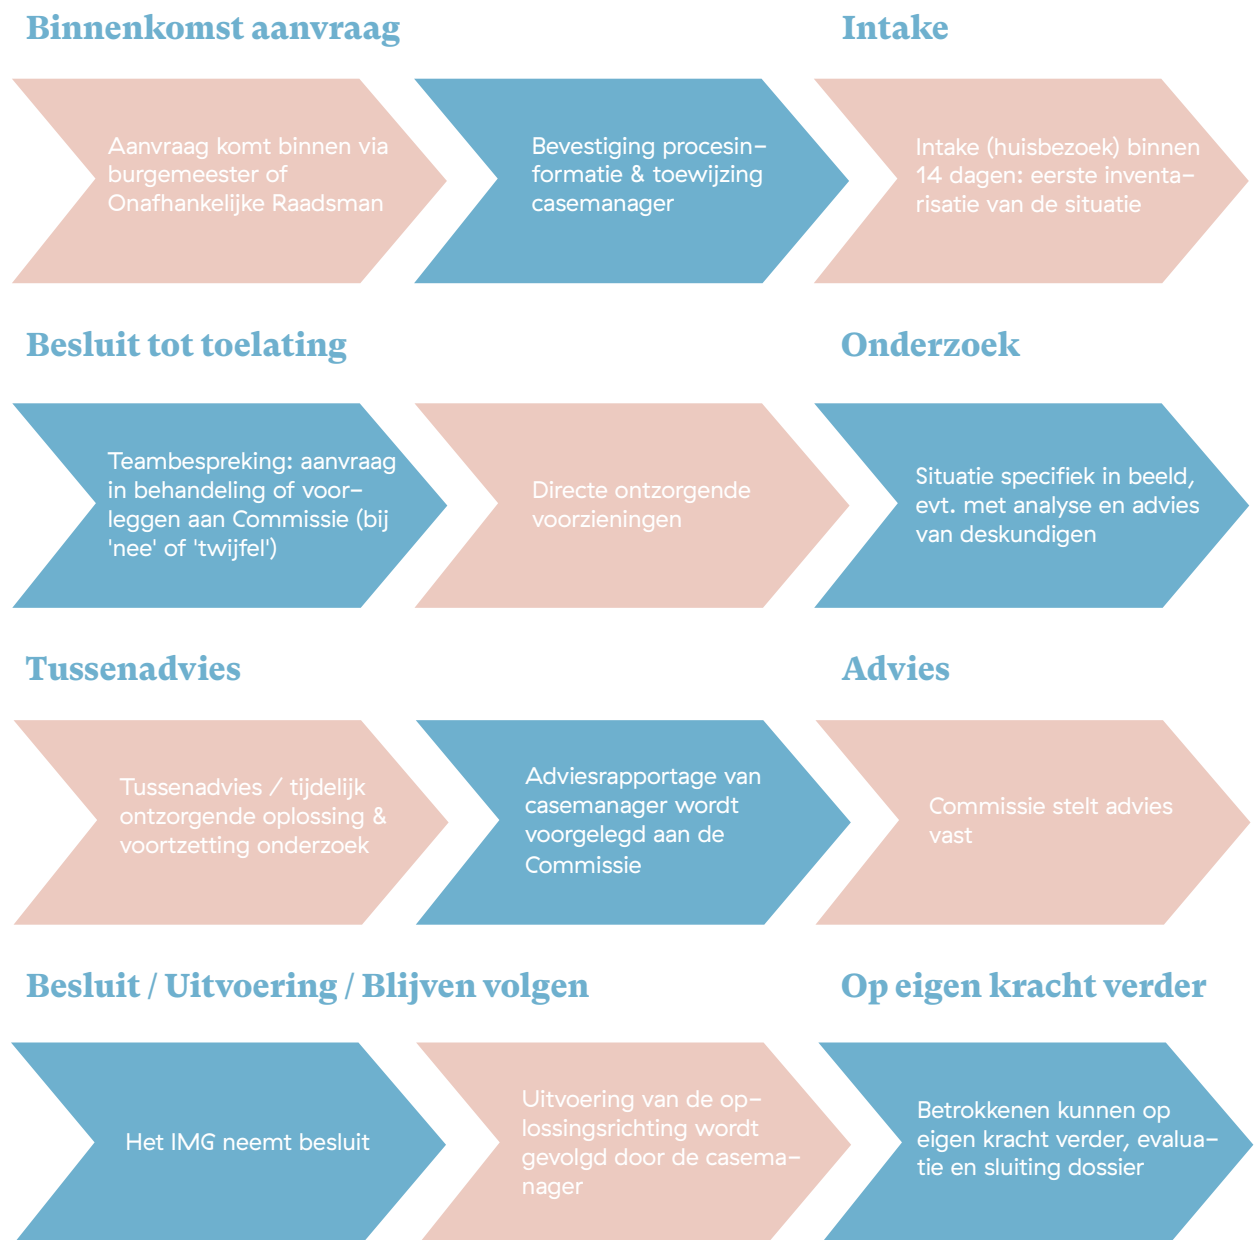 Binnenkomst aanvraag
Intake
Aanvraag komt binnen via
burgemeester of
Onafhankelijke Raadsman
Bevestiging procesin–
formatie & toewijzing
casemanager
Intake (huisbezoek) binnen
14 dagen: eerste inventa–
risatie van de situatie
Besluit tot toelating
Onderzoek
Teambespreking: aanvraag
in behandeling of voor–
leggen aan Commissie (bij
'nee' of 'twijfel')
Directe ontzorgende
voorzieningen
Situatie specifiek in beeld,
evt. met analyse en advies
van deskundigen
Tussenadvies
Advies
Tussenadvies / tijdelijk
ontzorgende oplossing &
voortzetting onderzoek
Adviesrapportage van
casemanager wordt
voorgelegd aan de
Commissie
Commissie stelt advies
vast
Besluit / Uitvoering / Blijven volgen
Op eigen kracht verder
Het IMG neemt besluit
Uitvoering van de op–
lossingsrichting wordt
gevolgd door de casema–
nager
Betrokkenen kunnen op
eigen kracht verder, evalua–
tie en sluiting dossier